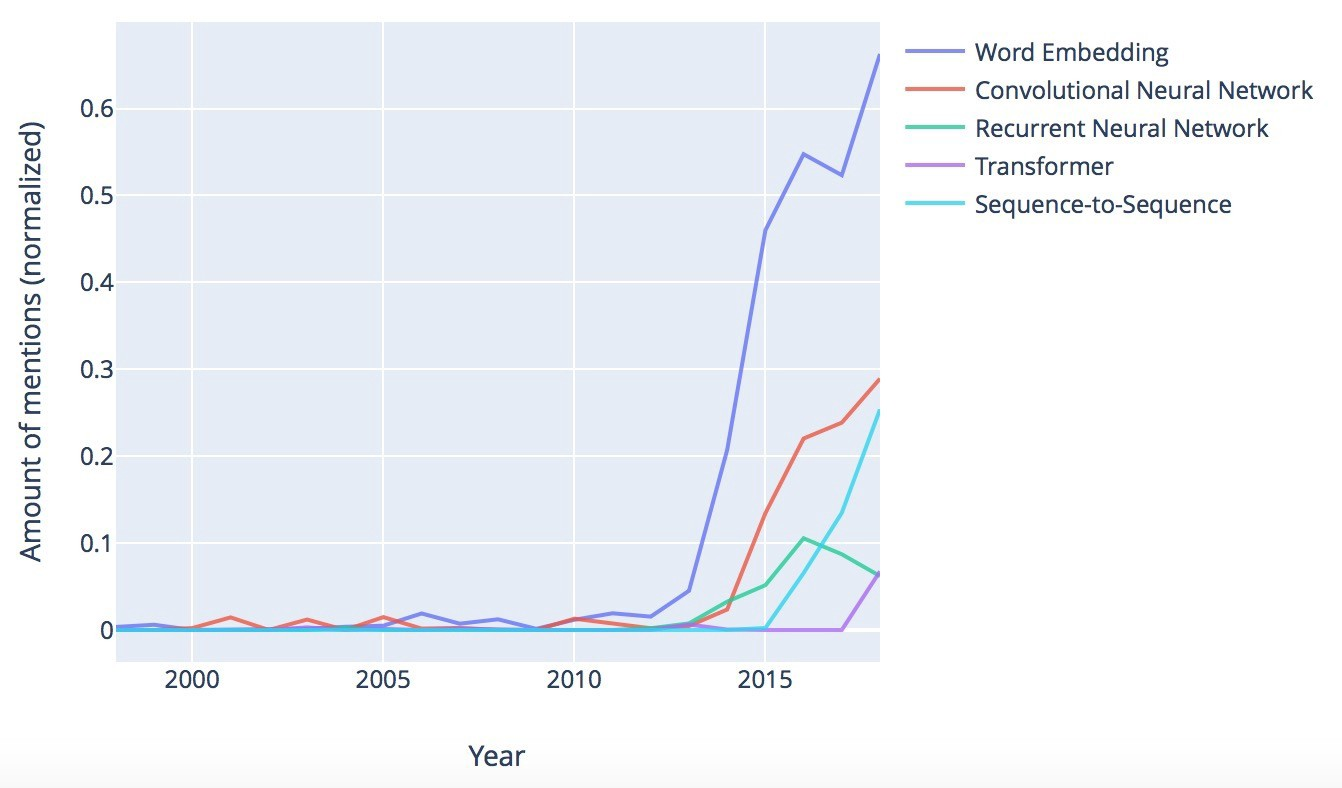 Amount of mentions (normalized)
0.6
0.5
0.4
0.3
0.2
0.1
0
2000 2005 2010 2015
Year
Word Embedding
Convolutional Neural Network
Recurrent Neural Network
Transformer
Sequence-to-Sequence